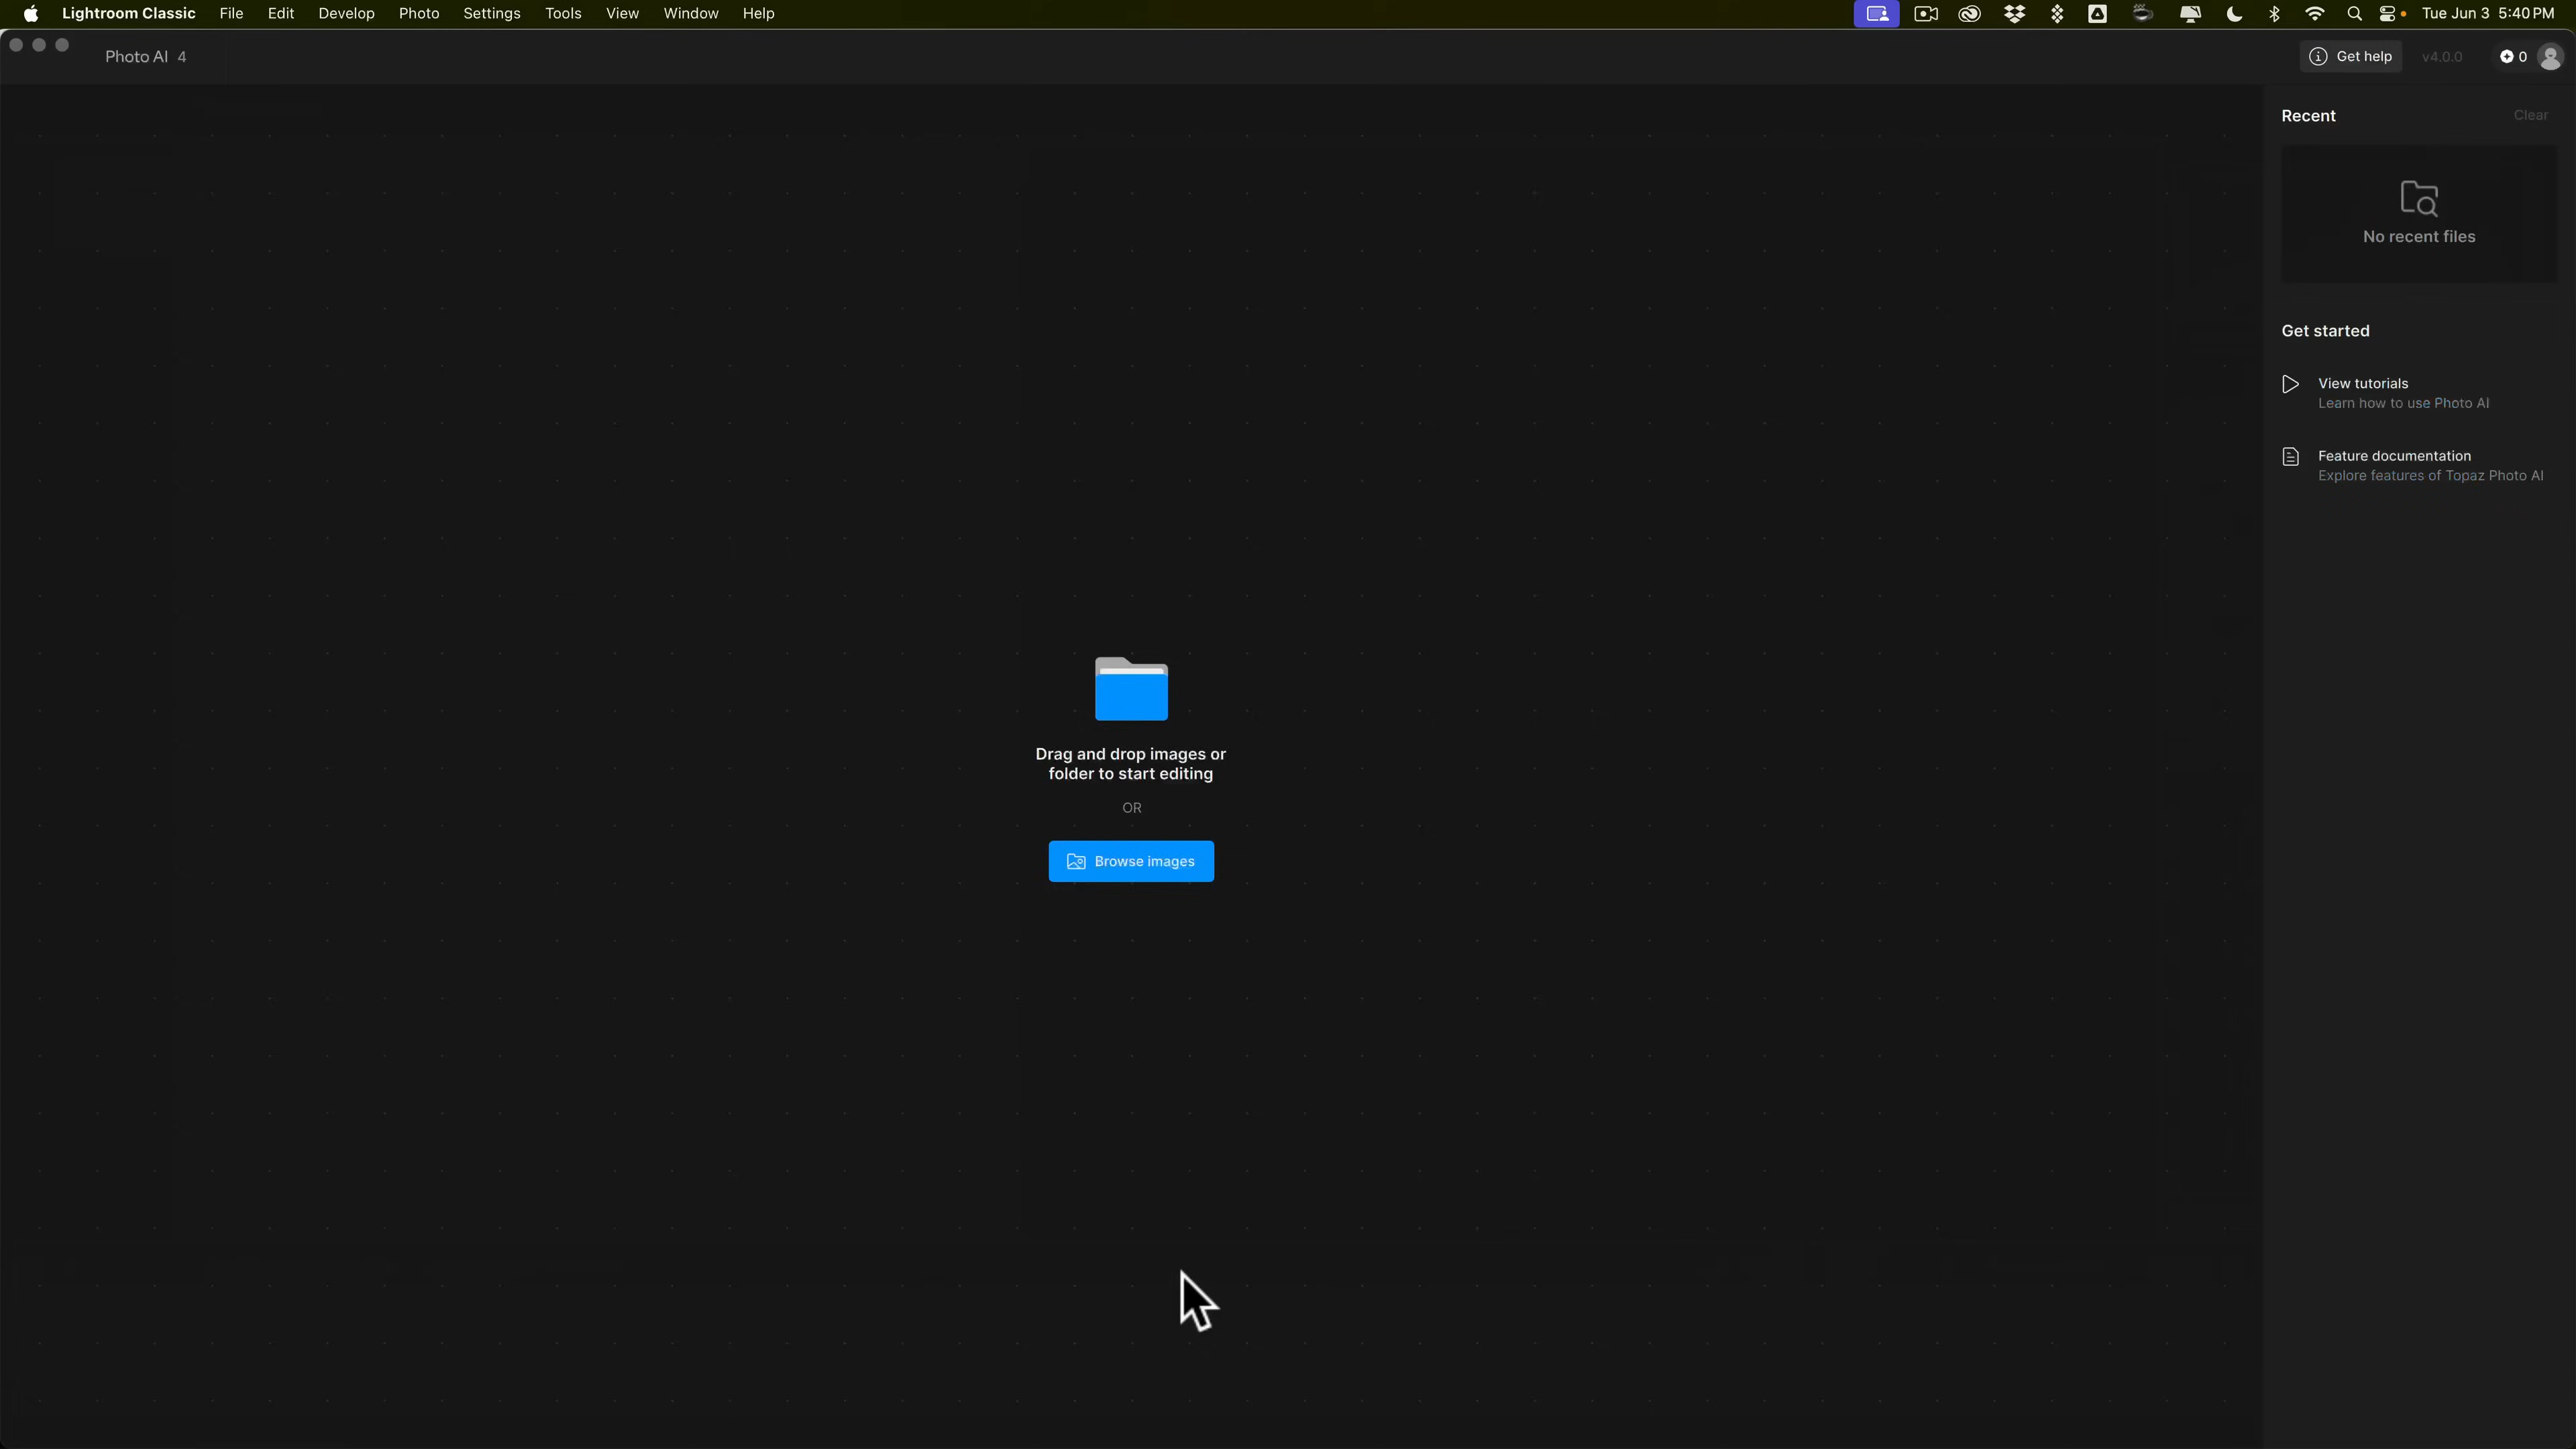 Lightroom Classic File Edit Develop Photo Settings Tools View Window Help Tue Jun 3 5:40 PM
Photo AI 4 Get help v4.0.0 0
Recent Clear
No recent files
Get started
View tutorials
Learn how to use Photo AI
Feature documentation
Explore features of Topaz Photo AI
Drag and drop images or
folder to start editing
OR
Browse images